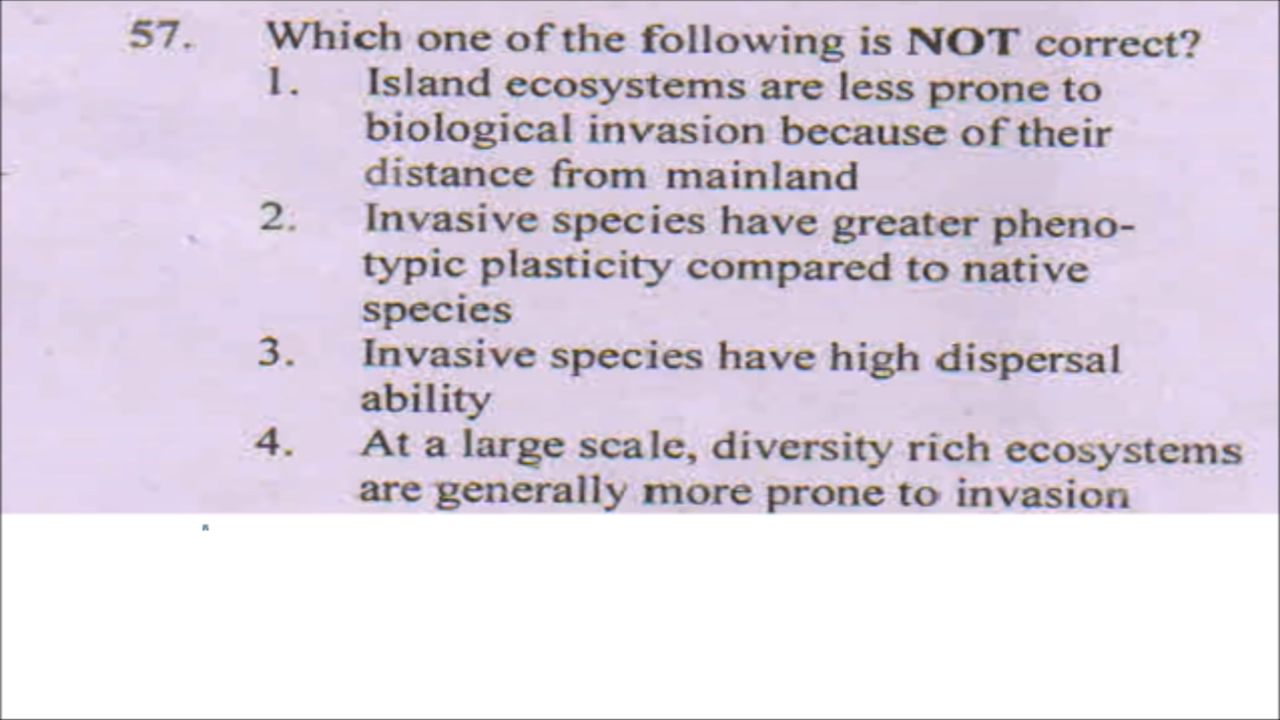 57. Which one of the following is NOT correct?
1. Island ecosystems are less prone to
biological invasion because of their
distance from mainland
2. Invasive species have greater pheno-
typic plasticity compared to native
species
3. Invasive species have high dispersal
ability
4. At a large scale, diversity rich ecosystems
are generally more prone to invasion